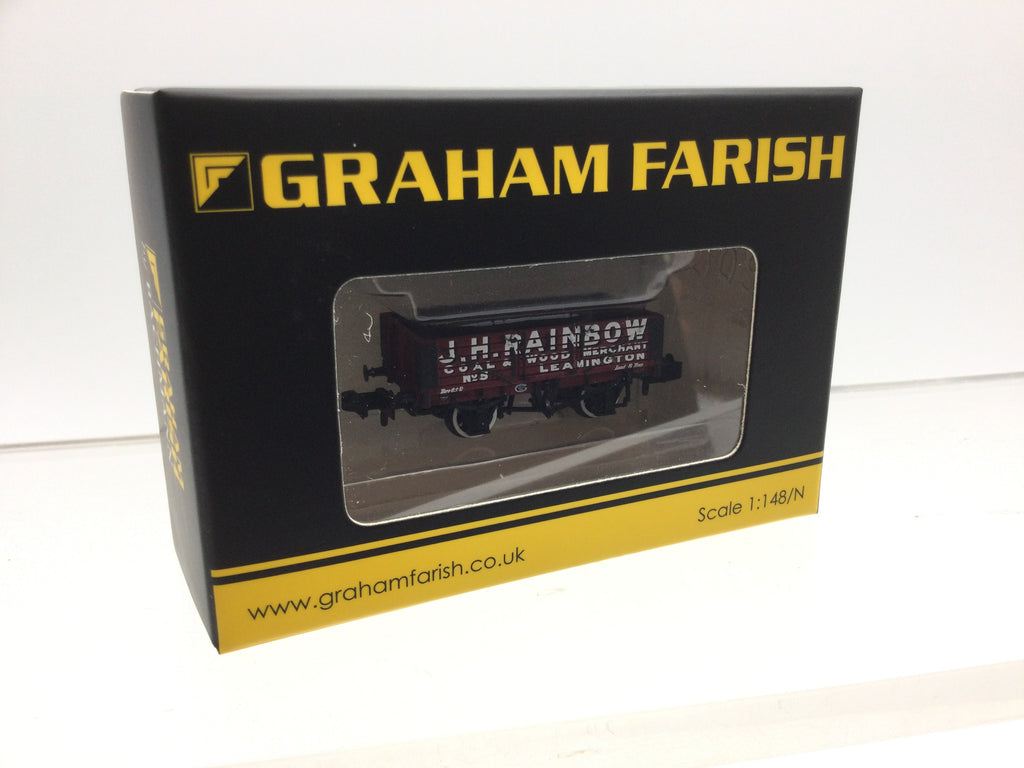 GRAHAM FARISH
J.H.RAINBOW
COAL & WOOD MERCHANT
Nº5 LEAMINGTON
www.grahamfarish.co.uk
Scale 1:148/N